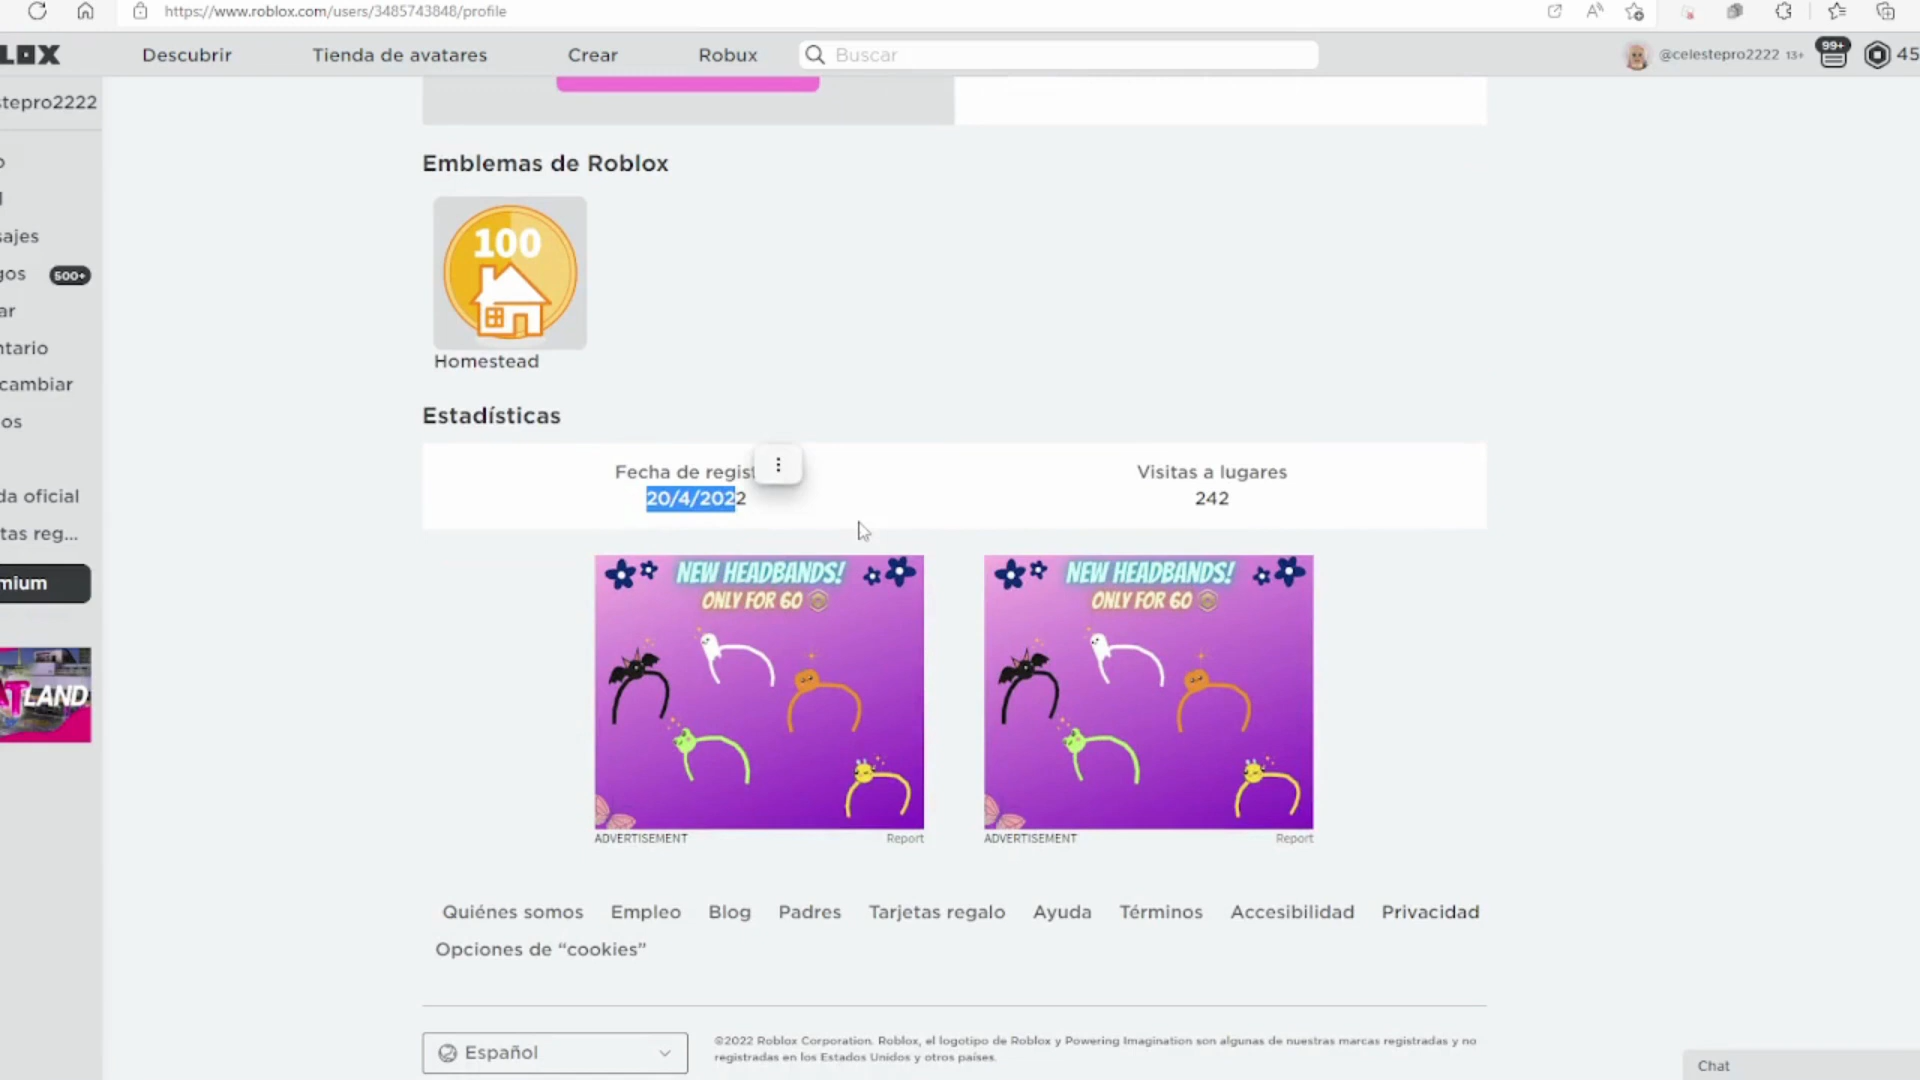 https://www.roblox.com/users/3485743848/profile
LOX
Descubrir
Tienda de avatares
Crear
Robux
Buscar
@celestepro2222 13+
99+
45
stepro2222
Emblemas de Roblox
100
Homestead
sajes
gos
500+
ar
ntario
cambiar
os
da oficial
tas reg...
mium
LAND
Estadísticas
Fecha de regist
20/4/2022
Visitas a lugares
242
NEW HEADBANDS!
ONLY FOR 60
ADVERTISEMENT
Report
NEW HEADBANDS!
ONLY FOR 60
ADVERTISEMENT
Report
Quiénes somos
Empleo
Blog
Padres
Tarjetas regalo
Ayuda
Términos
Accesibilidad
Privacidad
Opciones de “cookies”
Español
©2022 Roblox Corporation. Roblox, el logotipo de Roblox y Powering Imagination son algunas de nuestras marcas registradas y no
registradas en los Estados Unidos y otros países.
Chat